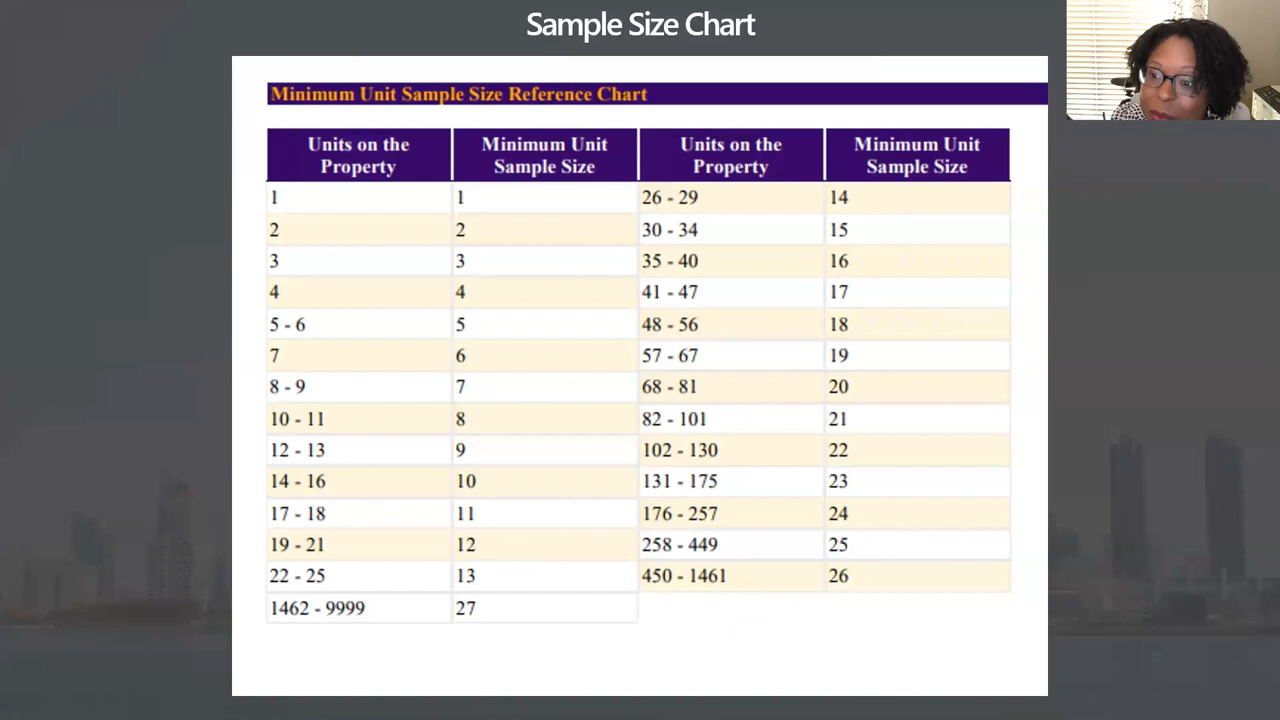 Sample Size Chart
Minimum Unit Sample Size Reference Chart
Units on the Property | Minimum Unit Sample Size | Units on the Property | Minimum Unit Sample Size
1 | 1 | 26 - 29 | 14
2 | 2 | 30 - 34 | 15
3 | 3 | 35 - 40 | 16
4 | 4 | 41 - 47 | 17
5 - 6 | 5 | 48 - 56 | 18
7 | 6 | 57 - 67 | 19
8 - 9 | 7 | 68 - 81 | 20
10 - 11 | 8 | 82 - 101 | 21
12 - 13 | 9 | 102 - 130 | 22
14 - 16 | 10 | 131 - 175 | 23
17 - 18 | 11 | 176 - 257 | 24
19 - 21 | 12 | 258 - 449 | 25
22 - 25 | 13 | 450 - 1461 | 26
1462 - 9999 | 27